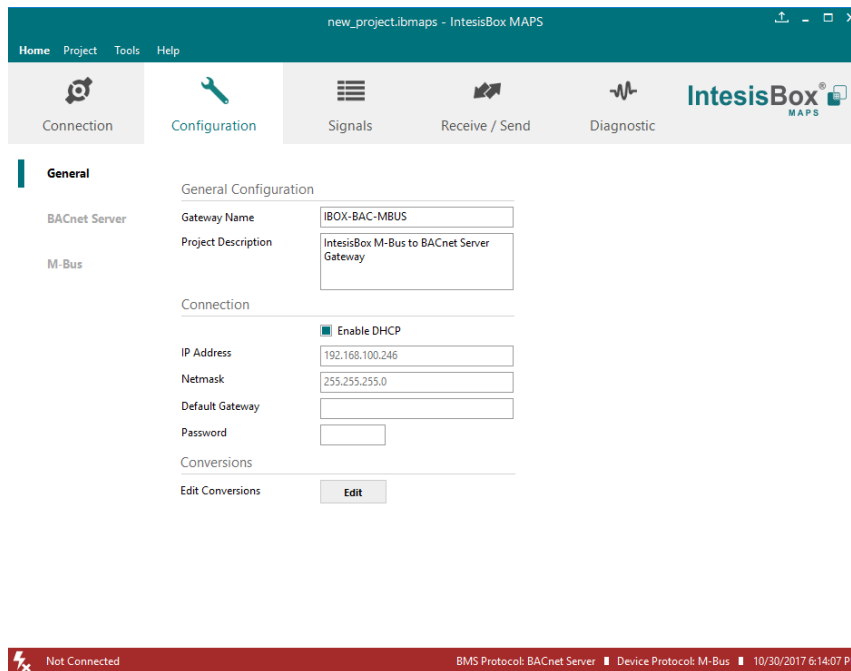 new_project.ibmaps - IntesisBox MAPS
Home Project Tools Help
Connection Configuration Signals Receive / Send Diagnostic IntesisBox® MAPS
General
BACnet Server
M-Bus
General Configuration
Gateway Name IBOX-BAC-MBUS
Project Description IntesisBox M-Bus to BACnet Server
Gateway
Connection
Enable DHCP
IP Address 192.168.100.246
Netmask 255.255.255.0
Default Gateway
Password
Conversions
Edit Conversions Edit
Not Connected BMS Protocol: BACnet Server Device Protocol: M-Bus 10/30/2017 6:14:07 P